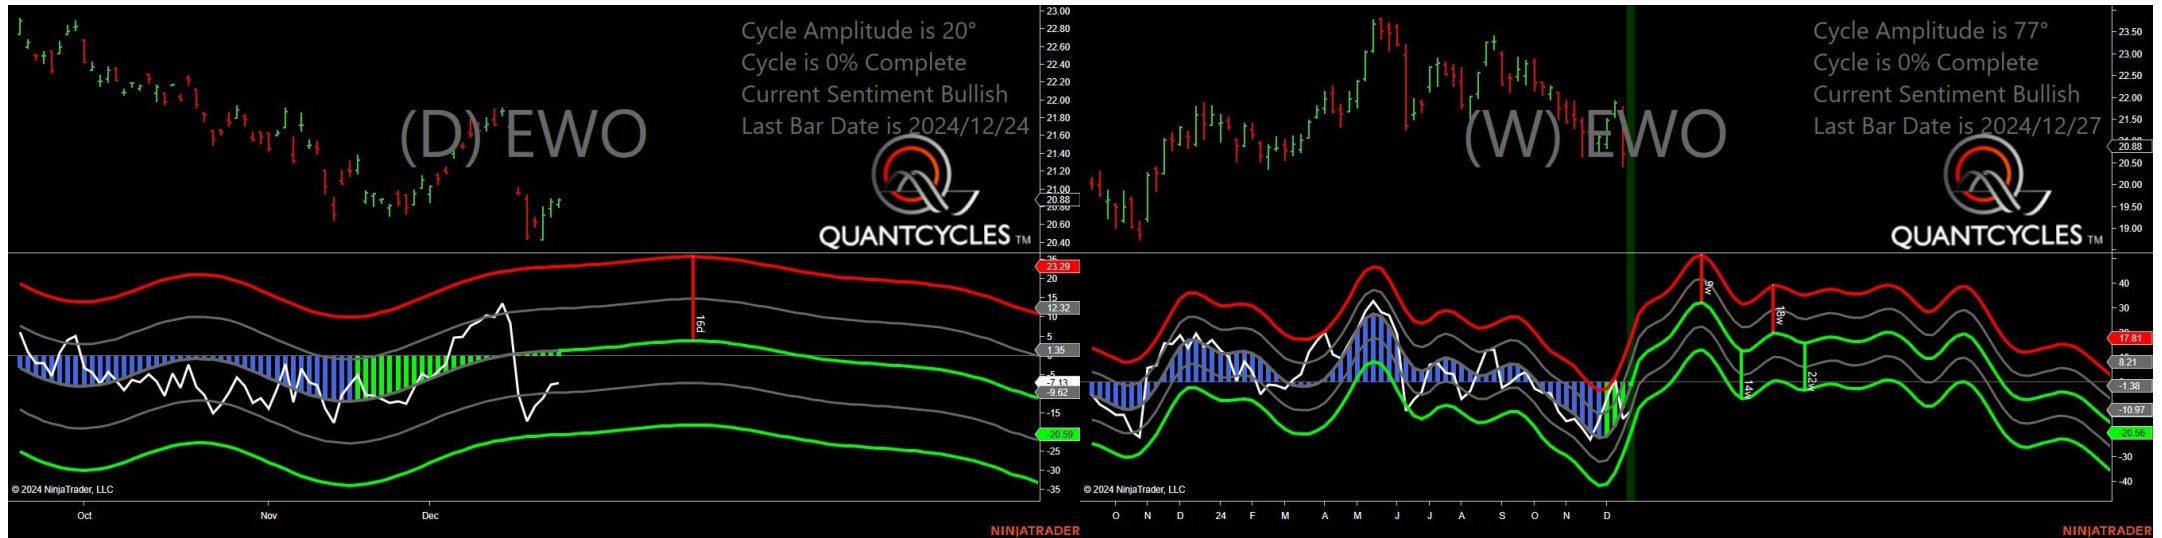 Cycle Amplitude is 20°
Cycle is 0% Complete
Current Sentiment Bullish
Last Bar Date is 2024/12/24
(D) EWO
QUANTCYCLES TM
23.00
22.80
22.60
22.40
22.20
22.00
21.80
21.60
21.40
21.20
21.00
20.88
20.80
20.60
20.40
25
23.29
20
15
12.32
10
5
1.35
-5
-7.13
-9.62
-15
-20.59
-25
-30
-35
16d
© 2024 NinjaTrader, LLC
Oct Nov Dec
NINJATRADER
Cycle Amplitude is 77°
Cycle is 0% Complete
Current Sentiment Bullish
Last Bar Date is 2024/12/27
(W) EWO
QUANTCYCLES TM
23.50
23.00
22.50
22.00
21.50
20.88
20.50
20.00
19.50
19.00
40
30
17.81
8.21
-1.38
-10.97
-20.56
-30
-40
9w
18w
14w
22w
© 2024 NinjaTrader, LLC
O N D 24 F M A M J J A S O N D
NINJATRADER